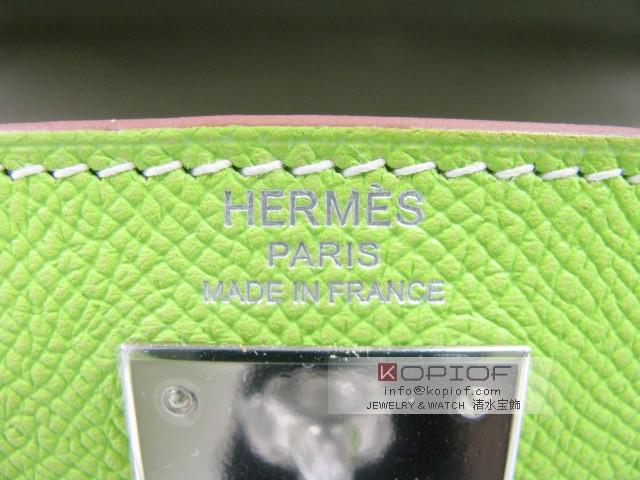 HERMÈS
PARIS
MADE IN FRANCE
KOPIOF
info@kopiof.com
JEWELRY & WATCH 清水宝飾